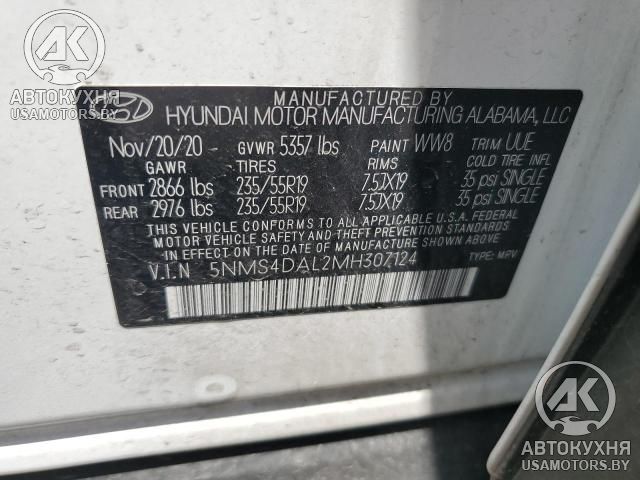 AK
АВТОКУХНЯ
USAMOTORS.BY
MANUFACTURED BY
HYUNDAI MOTOR MANUFACTURING ALABAMA, LLC
Nov/20/20 GVWR 5357 lbs PAINT WW8 TRIM UUE
GAWR TIRES RIMS COLD TIRE INFL
FRONT 2866 lbs 235/55R19 7.5JX19 35 psi SINGLE
REAR 2976 lbs 235/55R19 7.5JX19 35 psi SINGLE
THIS VEHICLE CONFORMS TO ALL APPLICABLE U.S.A. FEDERAL
MOTOR VEHICLE SAFETY, BUMPER, AND THEFT PREVENTION STANDARDS
IN EFFECT ON THE DATE OF MANUFACTURE SHOWN ABOVE.
V.I.N 5NMS4DAL2MH307124 TYPE: MPV
AK
АВТОКУХНЯ
USAMOTORS.BY